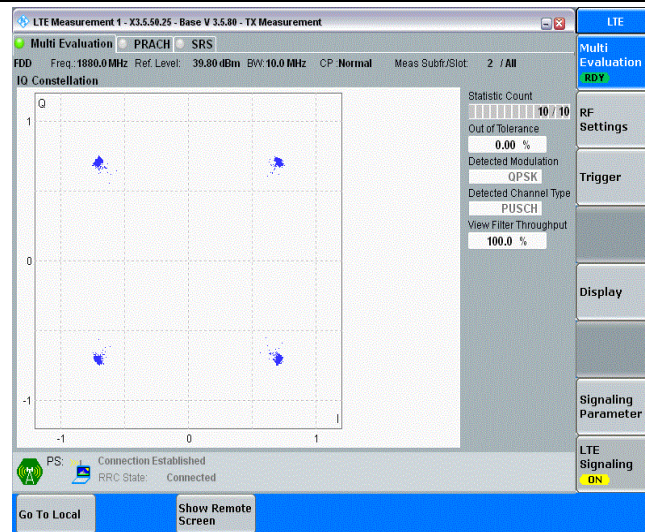 LTE Measurement 1 - X3.5.50.25 - Base V 3.5.80 - TX Measurement
LTE
Multi Evaluation PRACH SRS
Multi
Evaluation
RDY
FDD Freq.: 1880.0 MHz Ref. Level: 39.80 dBm BW: 10.0 MHz CP : Normal Meas Subfr/Slot: 2 / All
IQ Constellation
Q
1
0
-1
I
-1 0 1
Statistic Count
10 / 10
Out of Tolerance
0.00 %
Detected Modulation
QPSK
Detected Channel Type
PUSCH
View Filter Throughput
100.0 %
RF
Settings
Trigger
Display
Signaling
Parameter
LTE
Signaling
ON
PS: Connection Established
RRC State: Connected
Go To Local
Show Remote
Screen